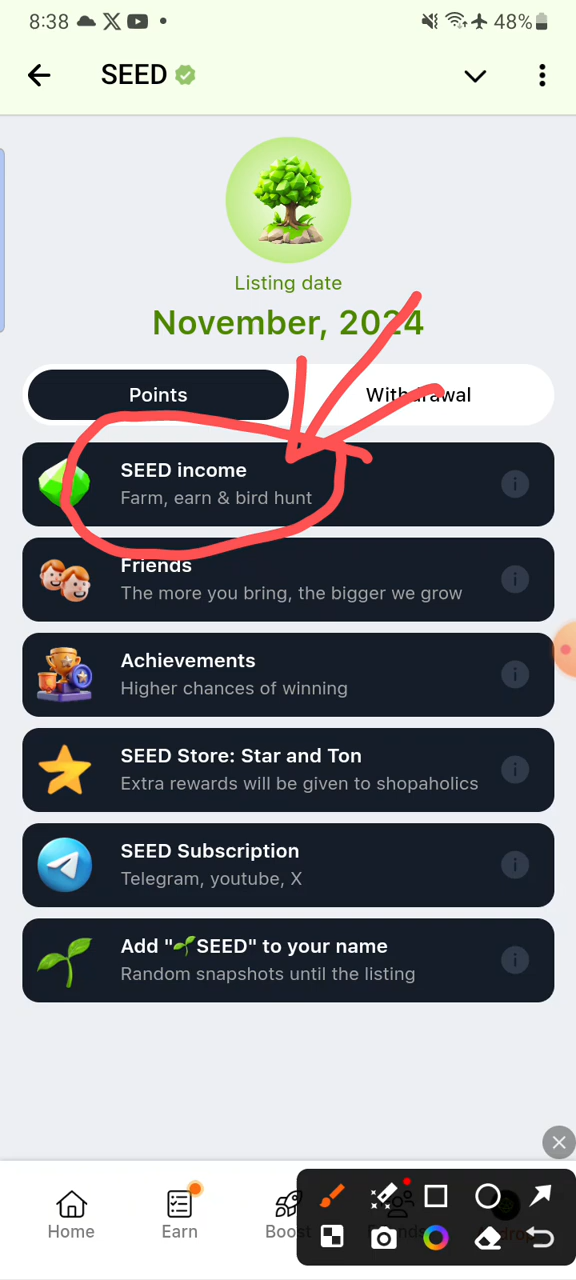 8:38
48%
SEED
Listing date
November, 2024
Points
Withdrawal
SEED income
Farm, earn & bird hunt
Friends
The more you bring, the bigger we grow
Achievements
Higher chances of winning
SEED Store: Star and Ton
Extra rewards will be given to shopaholics
SEED Subscription
Telegram, youtube, X
Add "🌱SEED" to your name
Random snapshots until the listing
Home
Earn